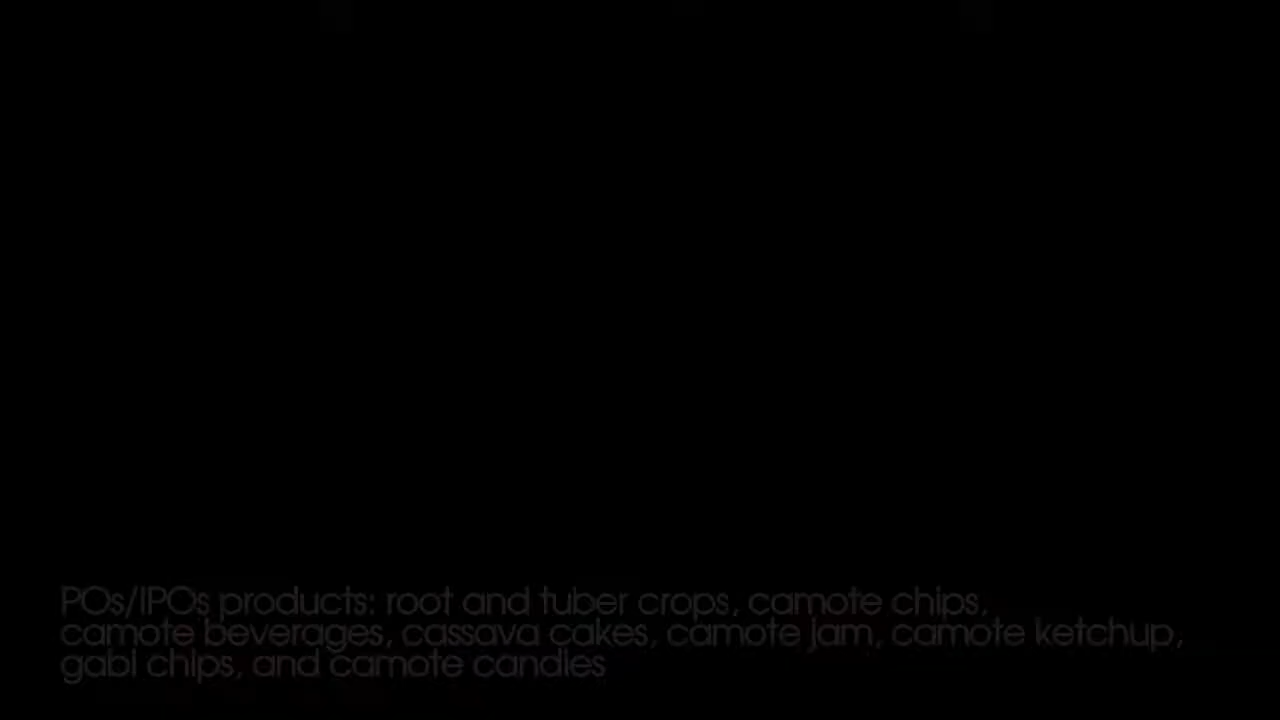 POs/IPOs products: root and tuber crops, camote chips,
camote beverages, cassava cakes, camote jam, camote ketchup,
gabi chips, and camote candies